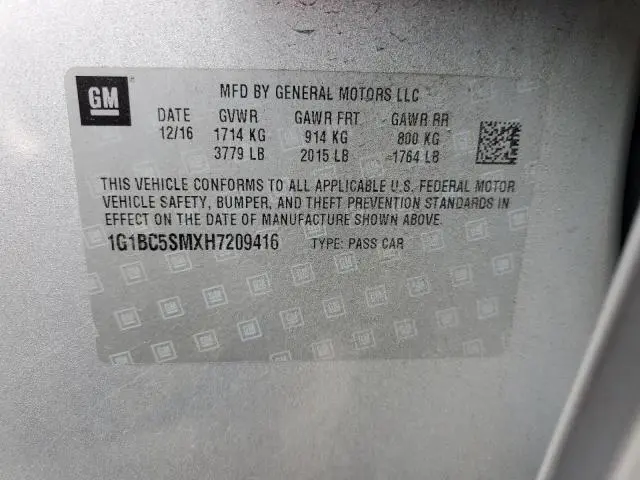 GM
MFD BY GENERAL MOTORS LLC
DATE GVWR GAWR FRT GAWR RR
12/16 1714 KG 914 KG 800 KG
3779 LB 2015 LB 1764 LB
THIS VEHICLE CONFORMS TO ALL APPLICABLE U.S. FEDERAL MOTOR
VEHICLE SAFETY, BUMPER, AND THEFT PREVENTION STANDARDS IN
EFFECT ON THE DATE OF MANUFACTURE SHOWN ABOVE.
1G1BC5SMXH7209416 TYPE: PASS CAR